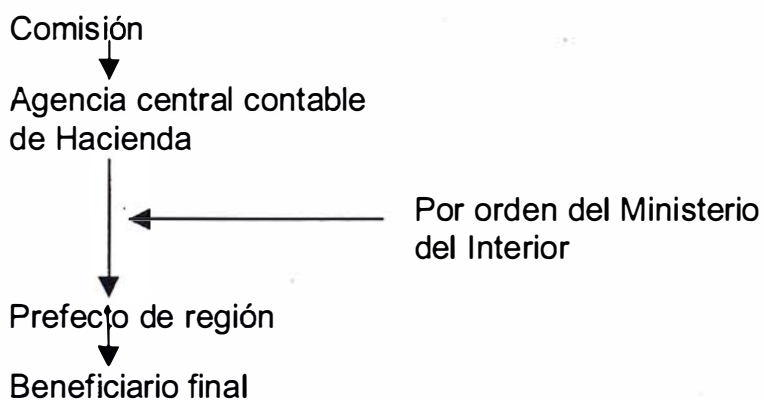 Comisión
Agencia central contable
de Hacienda
Por orden del Ministerio
del Interior
Prefecto de región
Beneficiario final